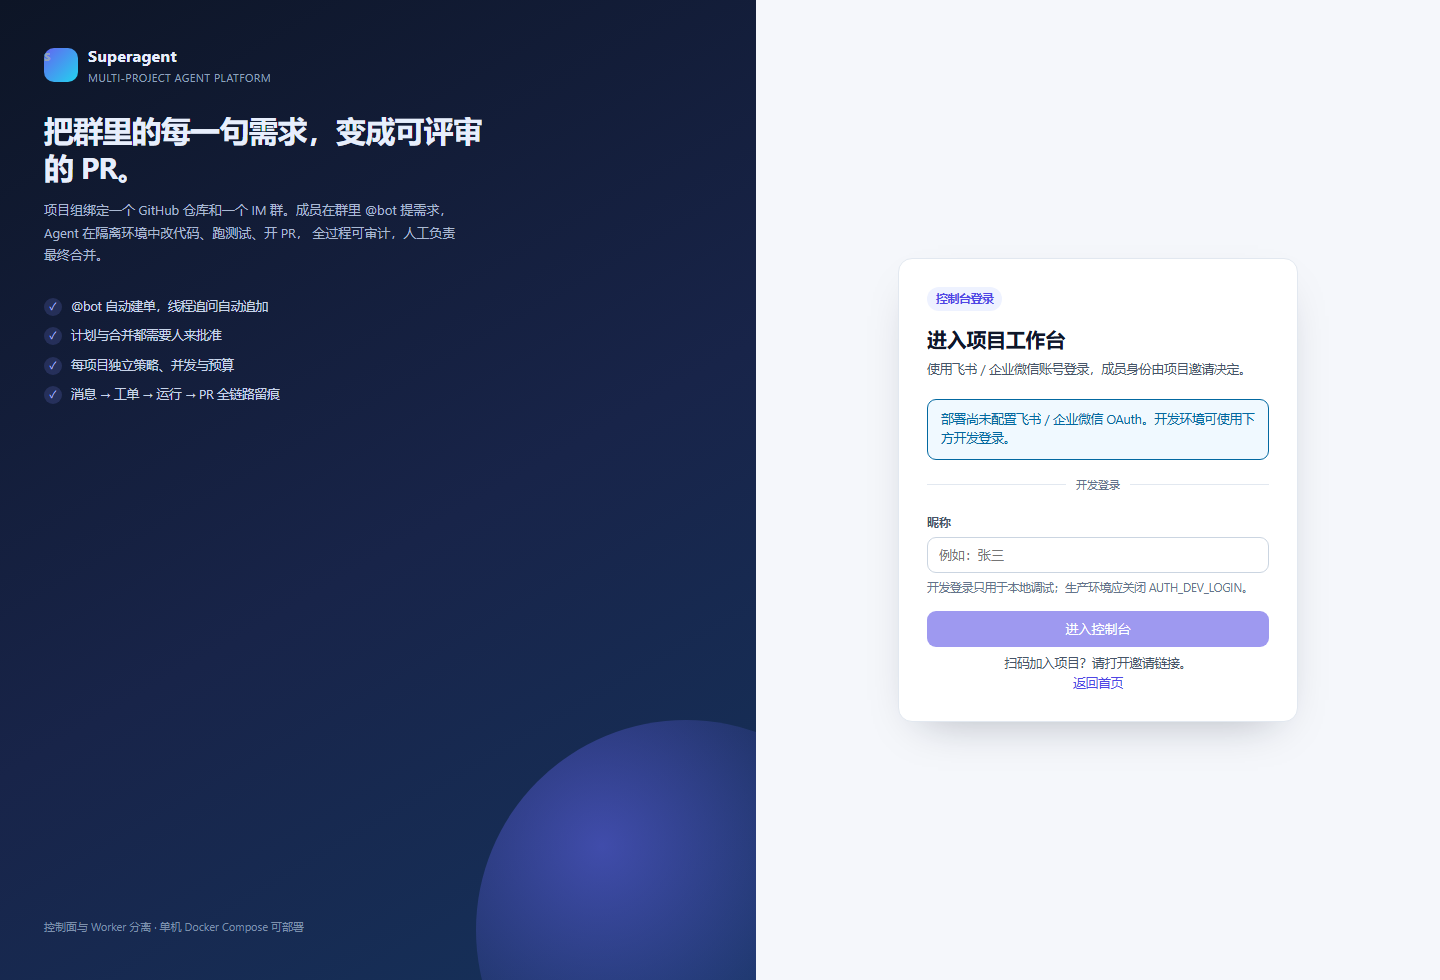 S
Superagent
MULTI-PROJECT AGENT PLATFORM
把群里的每一句需求，变成可评审
的 PR。
项目组绑定一个 GitHub 仓库和一个 IM 群。成员在群里 @bot 提需求，
Agent 在隔离环境中改代码、跑测试、开 PR， 全过程可审计，人工负责
最终合并。
✓ @bot 自动建单，线程追问自动追加
✓ 计划与合并都需要人来批准
✓ 每项目独立策略、并发与预算
✓ 消息 → 工单 → 运行 → PR 全链路留痕
控制面与 Worker 分离 · 单机 Docker Compose 可部署
控制台登录
进入项目工作台
使用飞书 / 企业微信账号登录，成员身份由项目邀请决定。
部署尚未配置飞书 / 企业微信 OAuth。开发环境可使用下
方开发登录。
开发登录
昵称
例如：张三
开发登录只用于本地调试；生产环境应关闭 AUTH_DEV_LOGIN。
进入控制台
扫码加入项目？请打开邀请链接。
返回首页